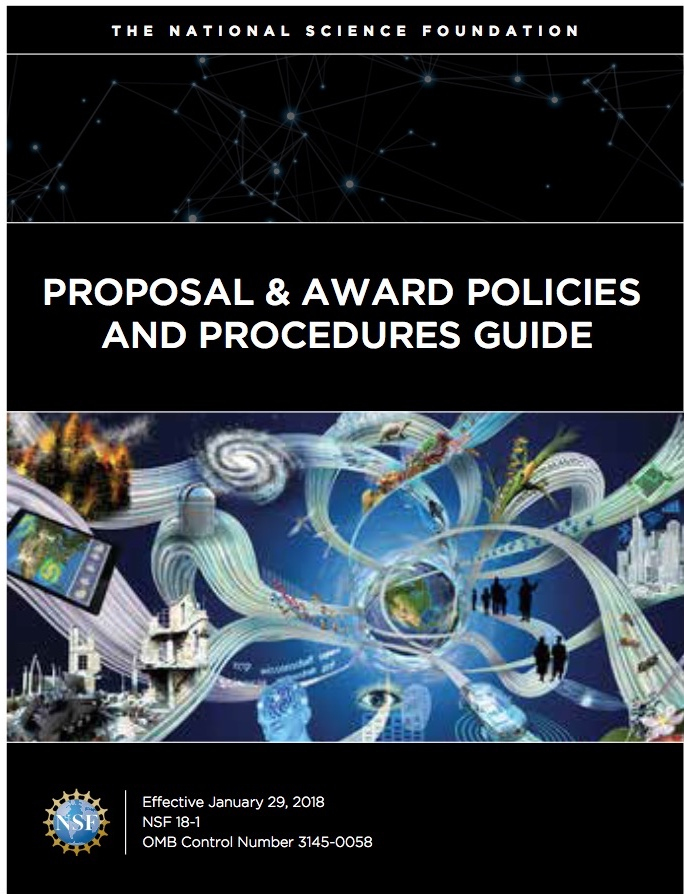 THE NATIONAL SCIENCE FOUNDATION
PROPOSAL & AWARD POLICIES
AND PROCEDURES GUIDE
NSF
Effective January 29, 2018
NSF 18-1
OMB Control Number 3145-0058